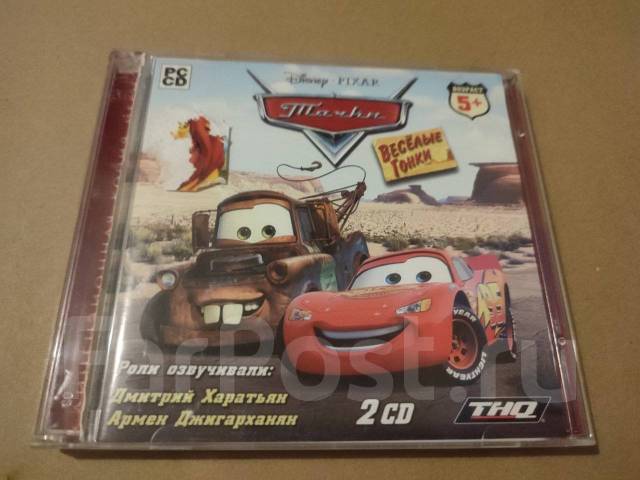 PC
CD
Disney · PIXAR
Тачки
ВЕСЁЛЫЕ
ГОНКИ
ВОЗРАСТ
5+
LIGHTYEAR
Роли озвучивали:
Дмитрий Харатьян
Армен Джигарханян
2 CD
THQ
FarPost.ru